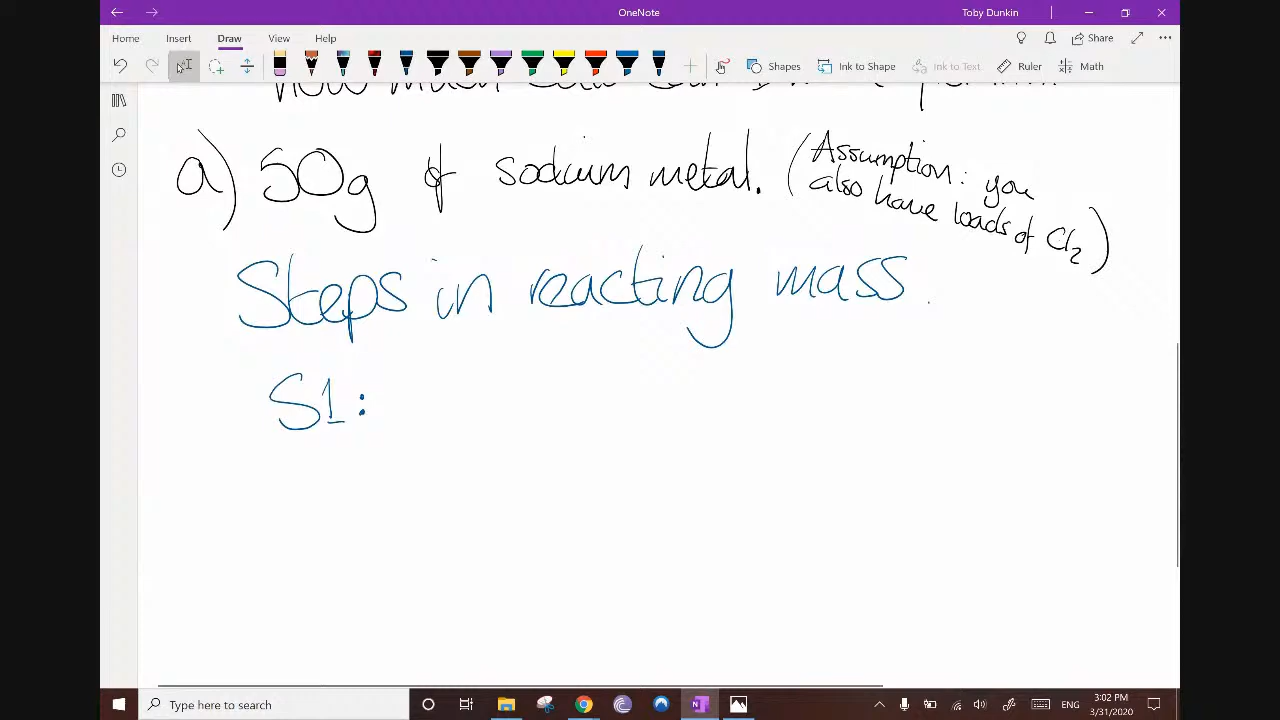 OneNote
Toby Dunkin
Home Insert Draw View Help
Share
Shapes Ink to Shape Ink to Text Ruler Math
how much
a) 50g of sodium metal. (Assumption: you
also have loads of Cl2)
Steps in reacting mass.
S1:
Type here to search
ENG
3:02 PM
3/31/2020